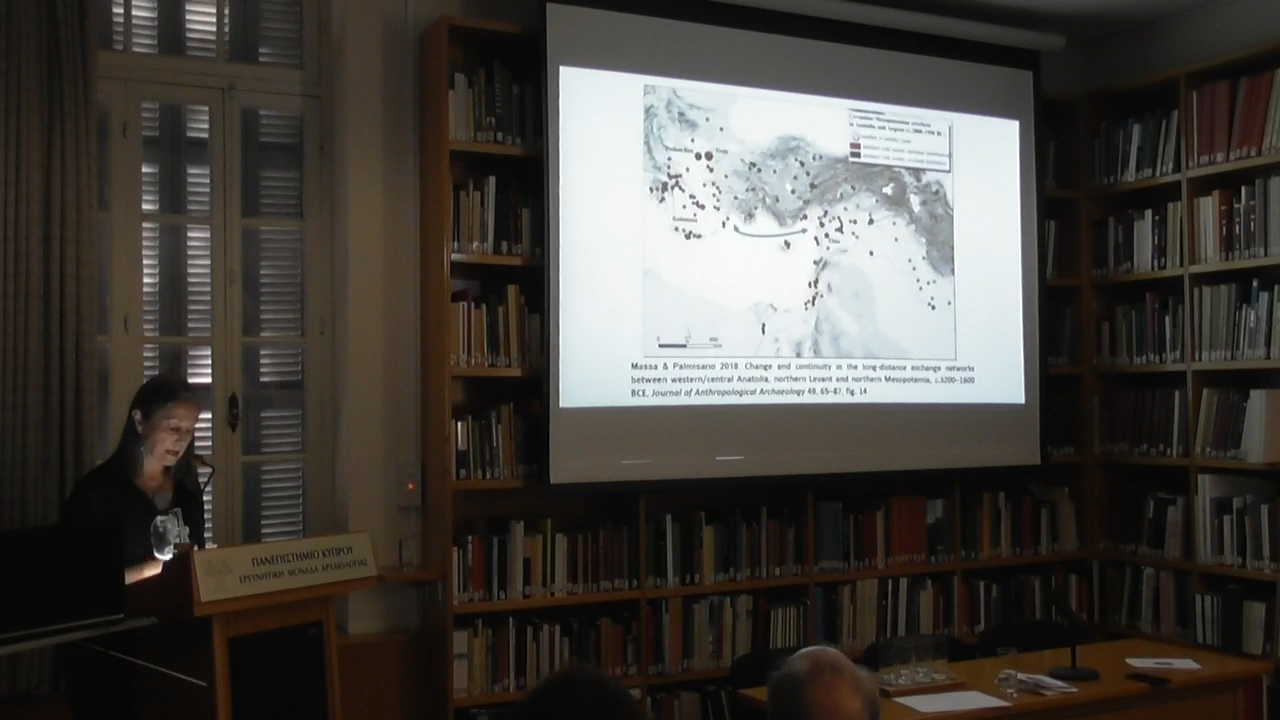 Troy
Massa & Palmisano 2018. Change and continuity in the long-distance exchange networks
between western/central Anatolia, northern Levant and northern Mesopotamia, c.3200–1600
BCE, Journal of Anthropological Archaeology 49, 65–87, fig. 14
ΠΑΝΕΠΙΣΤΗΜΙΟ ΚΥΠΡΟΥ
ΕΡΕΥΝΗΤΙΚΗ ΜΟΝΑΔΑ ΑΡΧΑΙΟΛΟΓΙΑΣ